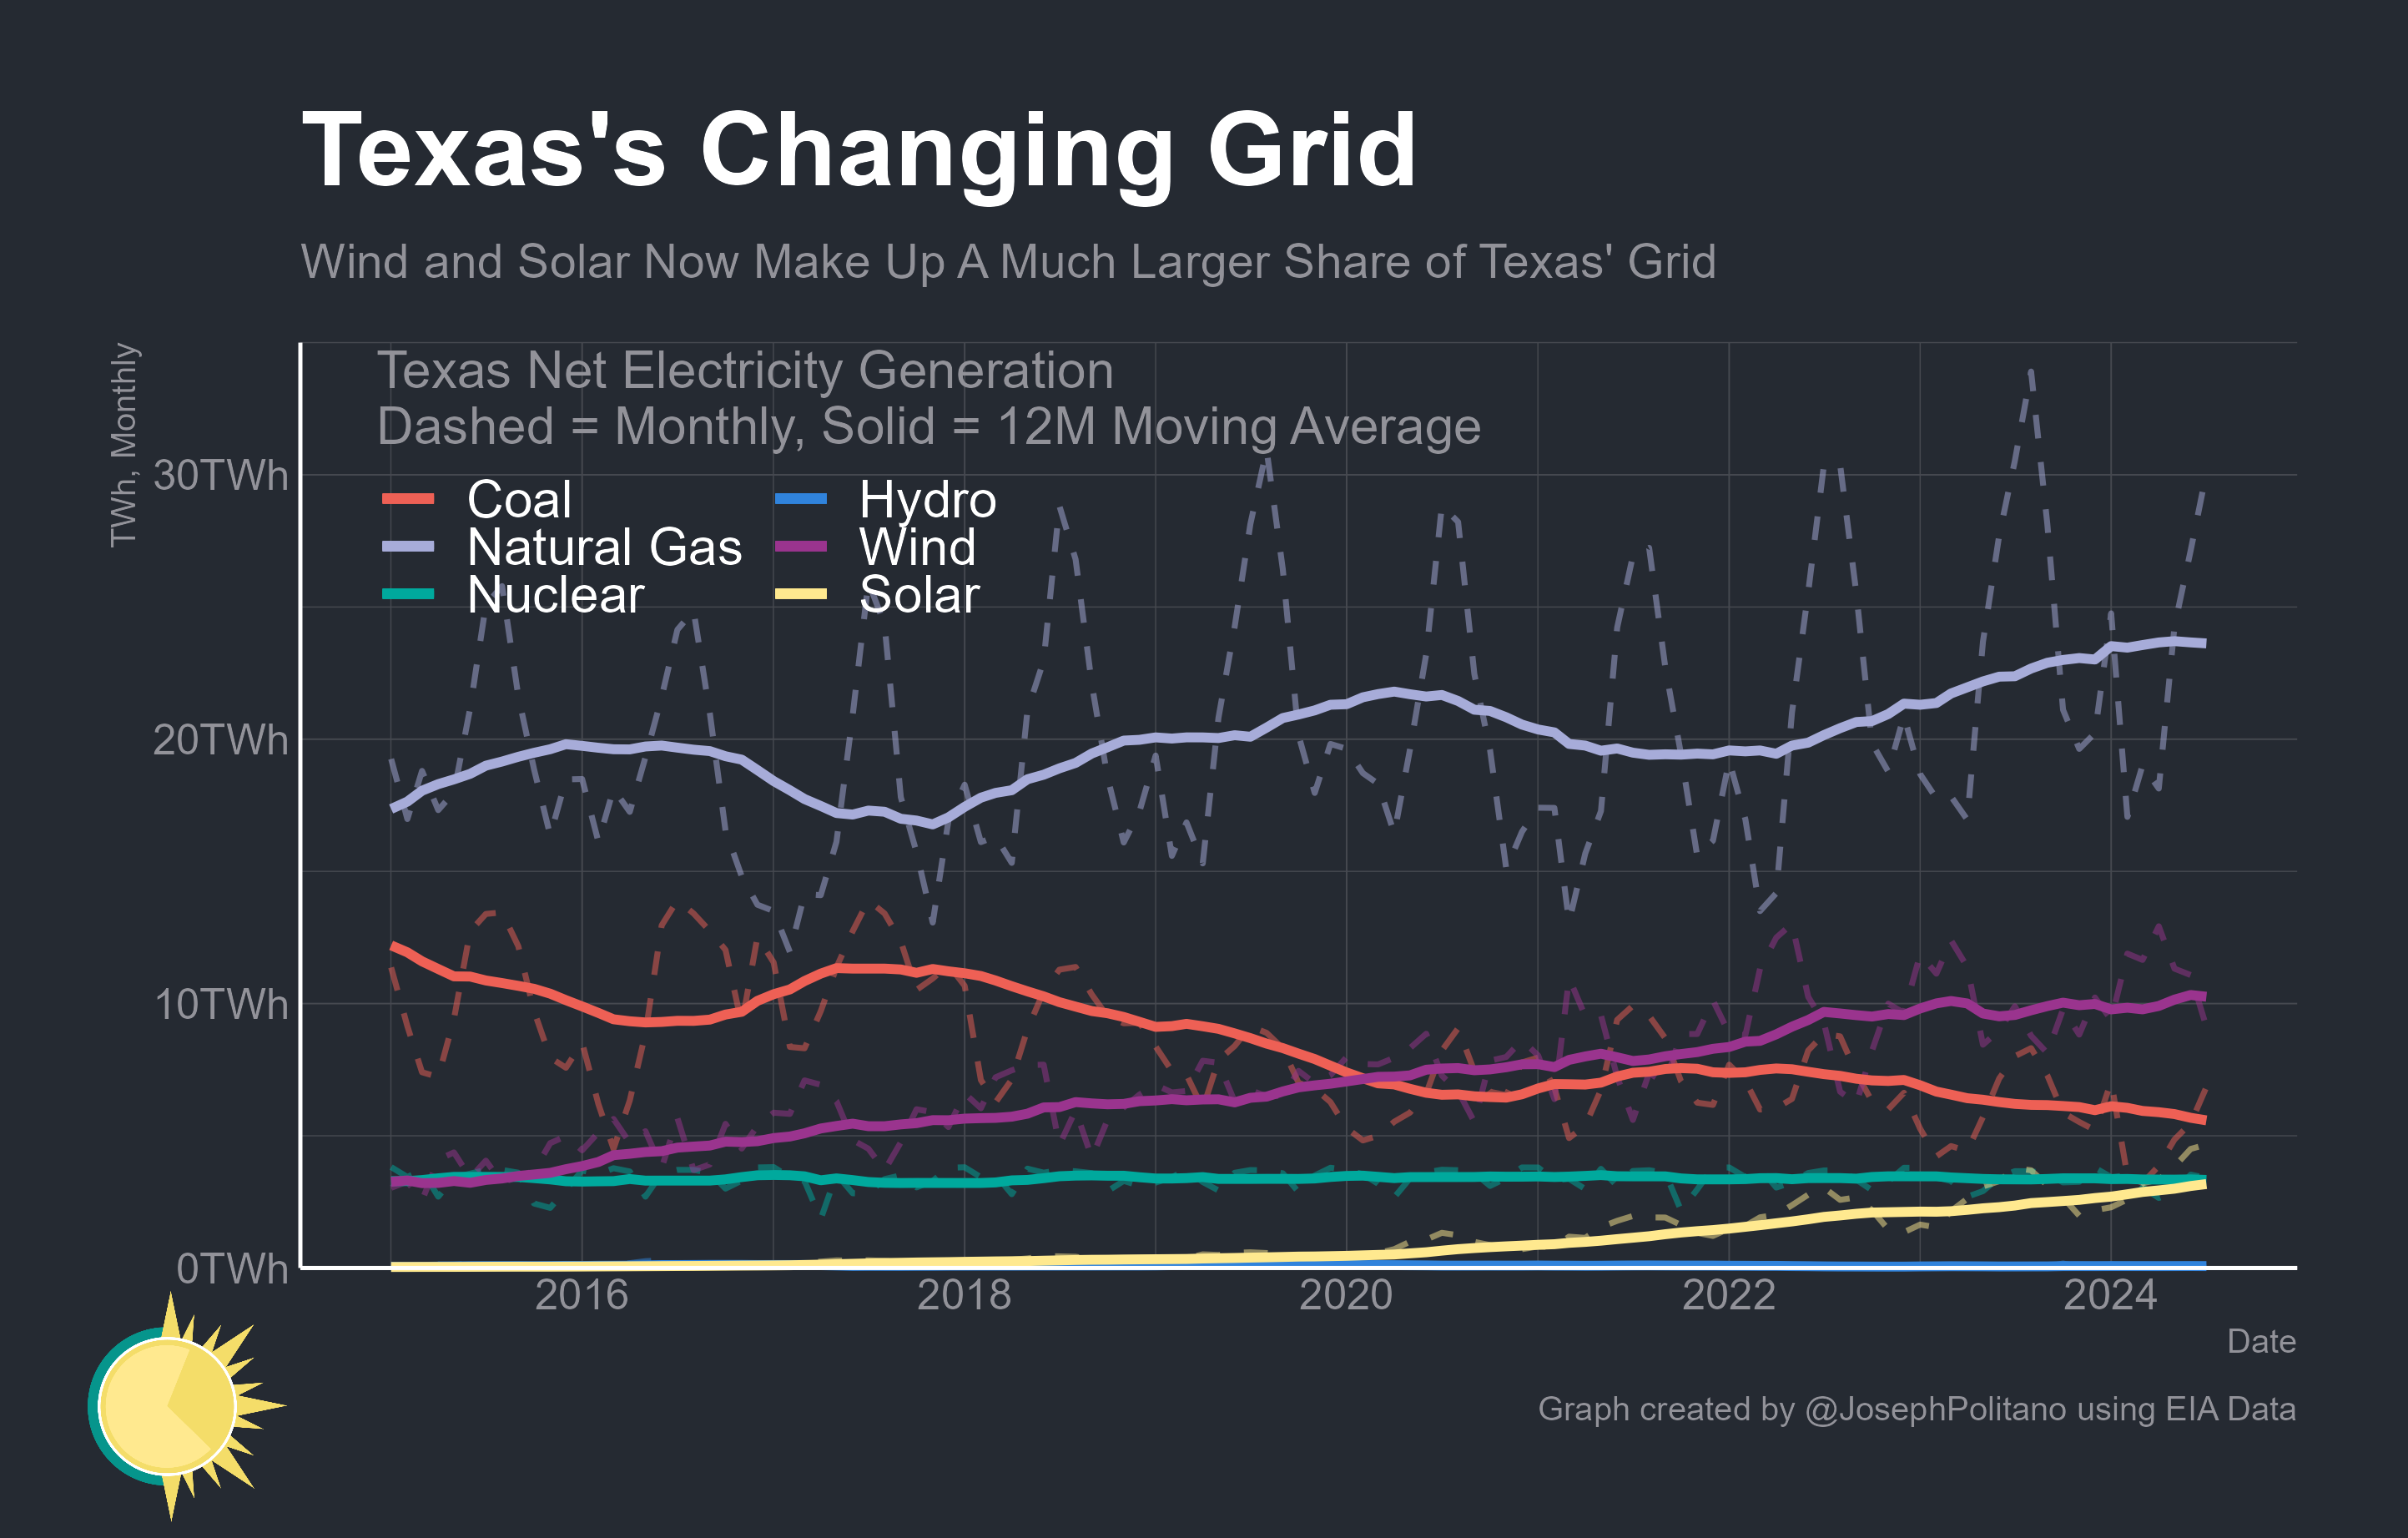 Texas's Changing Grid
Wind and Solar Now Make Up A Much Larger Share of Texas' Grid
TWh, Monthly
Texas Net Electricity Generation
Dashed = Monthly, Solid = 12M Moving Average
Coal
Natural Gas
Nuclear
Hydro
Wind
Solar
30TWh
20TWh
10TWh
0TWh
2016
2018
2020
2022
2024
Date
Graph created by @JosephPolitano using EIA Data